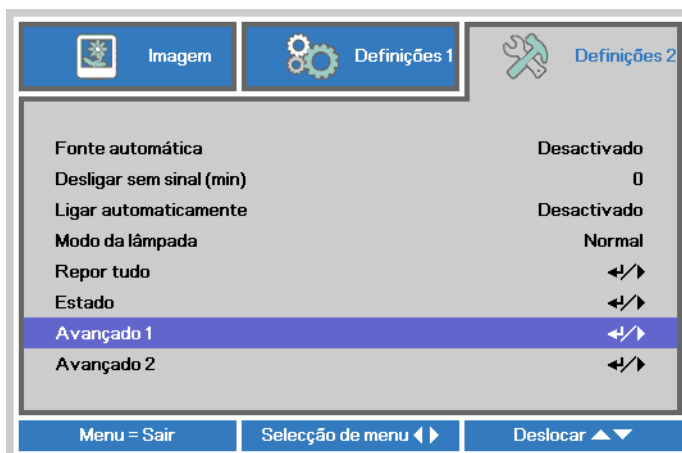 Imagem Definições 1 Definições 2
Fonte automática Desactivado
Desligar sem sinal (min) 0
Ligar automaticamente Desactivado
Modo da lâmpada Normal
Repor tudo ↵/▶
Estado ↵/▶
Avançado 1 ↵/▶
Avançado 2 ↵/▶
Menu = Sair Selecção de menu ◀▶ Deslocar ▲▼